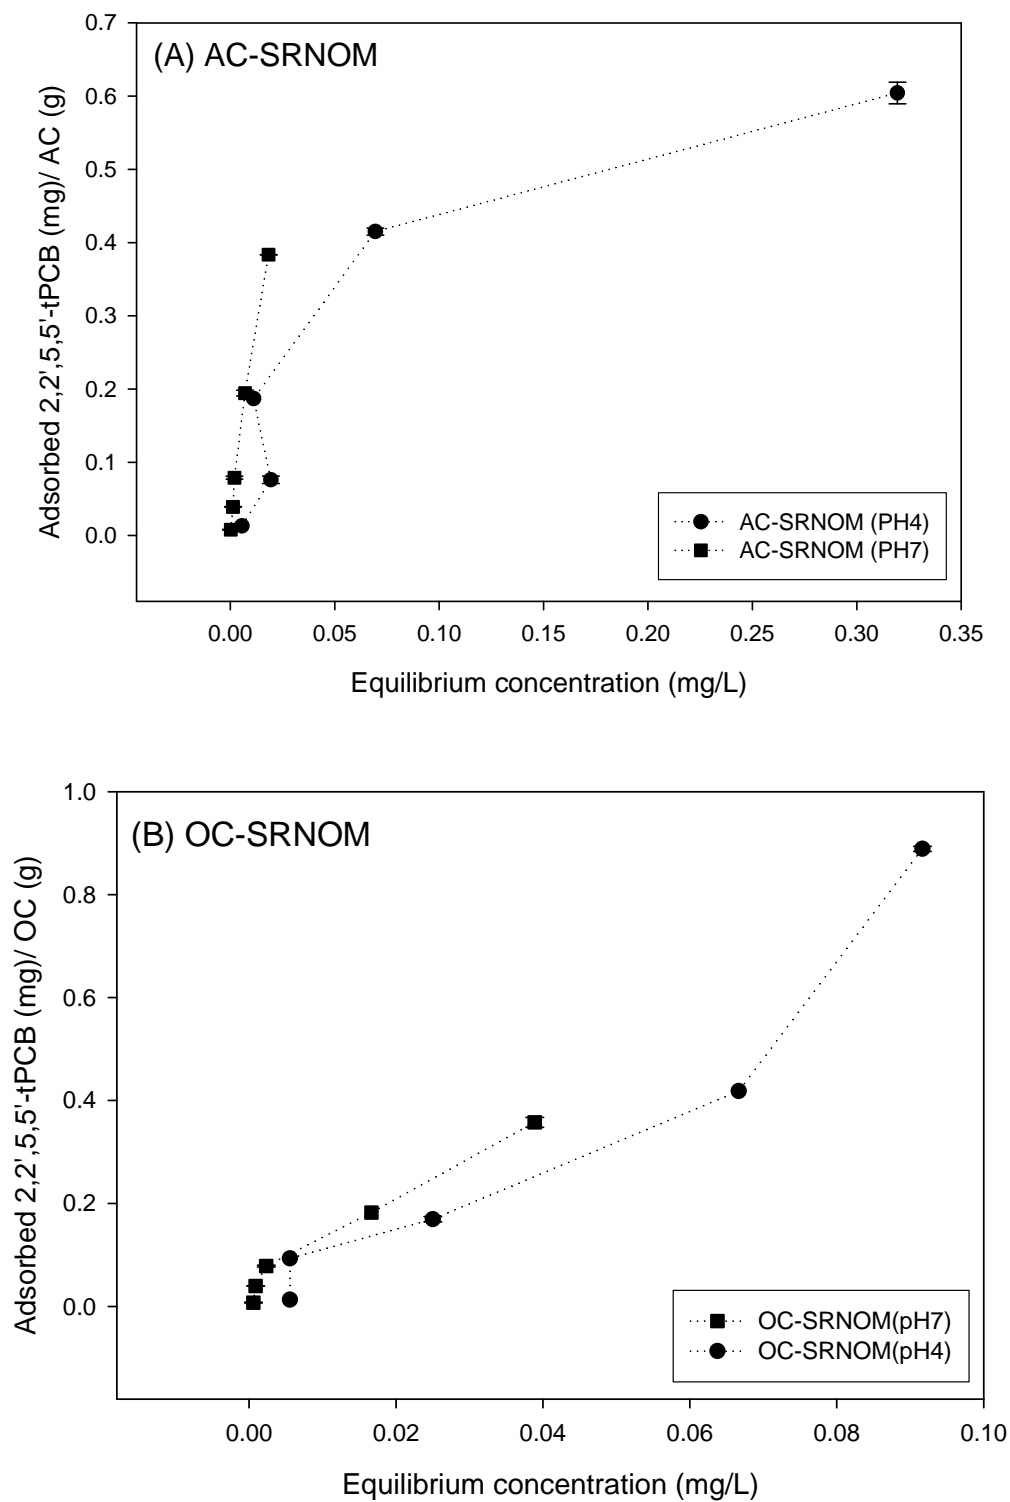 (A) AC-SRNOM
Adsorbed 2,2',5,5'-tPCB (mg)/ AC (g)
0.7
0.6
0.5
0.4
0.3
0.2
0.1
0.0
AC-SRNOM (PH4)
AC-SRNOM (PH7)
0.00 0.05 0.10 0.15 0.20 0.25 0.30 0.35
Equilibrium concentration (mg/L)
(B) OC-SRNOM
Adsorbed 2,2',5,5'-tPCB (mg)/ OC (g)
1.0
0.8
0.6
0.4
0.2
0.0
OC-SRNOM(pH7)
OC-SRNOM(pH4)
0.00 0.02 0.04 0.06 0.08 0.10
Equilibrium concentration (mg/L)